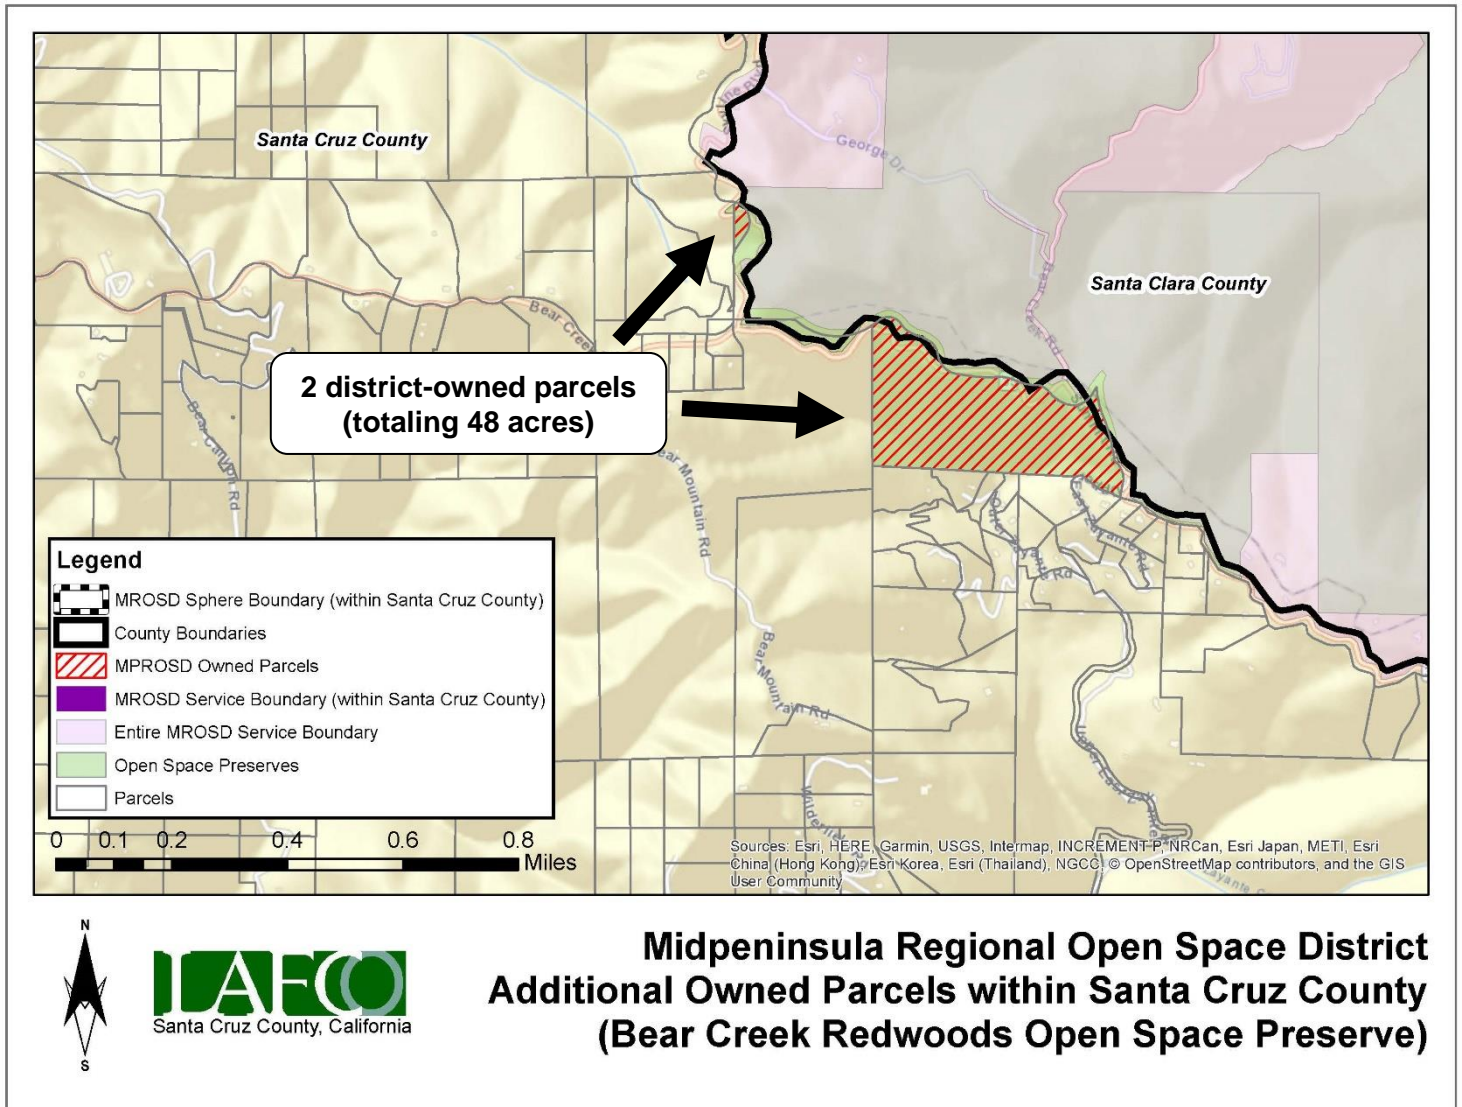 Santa Cruz County
George Dr
Santa Clara County
Bear Creek Rd
Bear Creek
2 district-owned parcels
(totaling 48 acres)
Bear Canyon Rd
Bear Mountain Rd
East Zayante Rd
Outer Zayante Rd
Bear Mountain Rd
Legend
MROSD Sphere Boundary (within Santa Cruz County)
County Boundaries
MPROSD Owned Parcels
MROSD Service Boundary (within Santa Cruz County)
Entire MROSD Service Boundary
Open Space Preserves
Parcels
0 0.1 0.2 0.4 0.6 0.8
Miles
Sources: Esri, HERE, Garmin, USGS, Intermap, INCREMENT P, NRCan, Esri Japan, METI, Esri
China (Hong Kong), Esri Korea, Esri (Thailand), NGCC, © OpenStreetMap contributors, and the GIS
User Community
N
S
LAFCO
Santa Cruz County, California
Midpeninsula Regional Open Space District
Additional Owned Parcels within Santa Cruz County
(Bear Creek Redwoods Open Space Preserve)